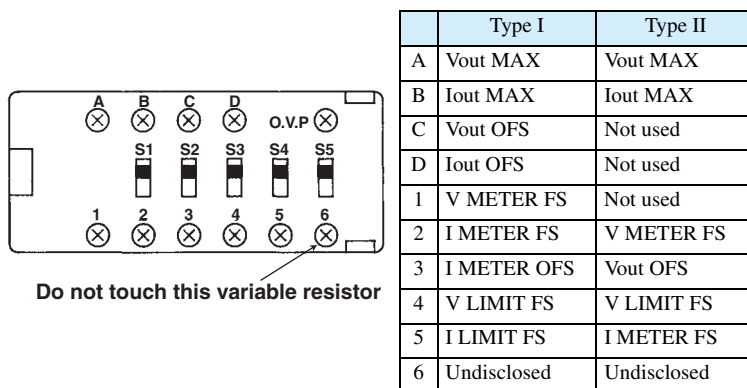 A B C D O.V.P
S1 S2 S3 S4 S5
1 2 3 4 5 6
Do not touch this variable resistor
Type I Type II
A Vout MAX Vout MAX
B Iout MAX Iout MAX
C Vout OFS Not used
D Iout OFS Not used
1 V METER FS Not used
2 I METER FS V METER FS
3 I METER OFS Vout OFS
4 V LIMIT FS V LIMIT FS
5 I LIMIT FS I METER FS
6 Undisclosed Undisclosed